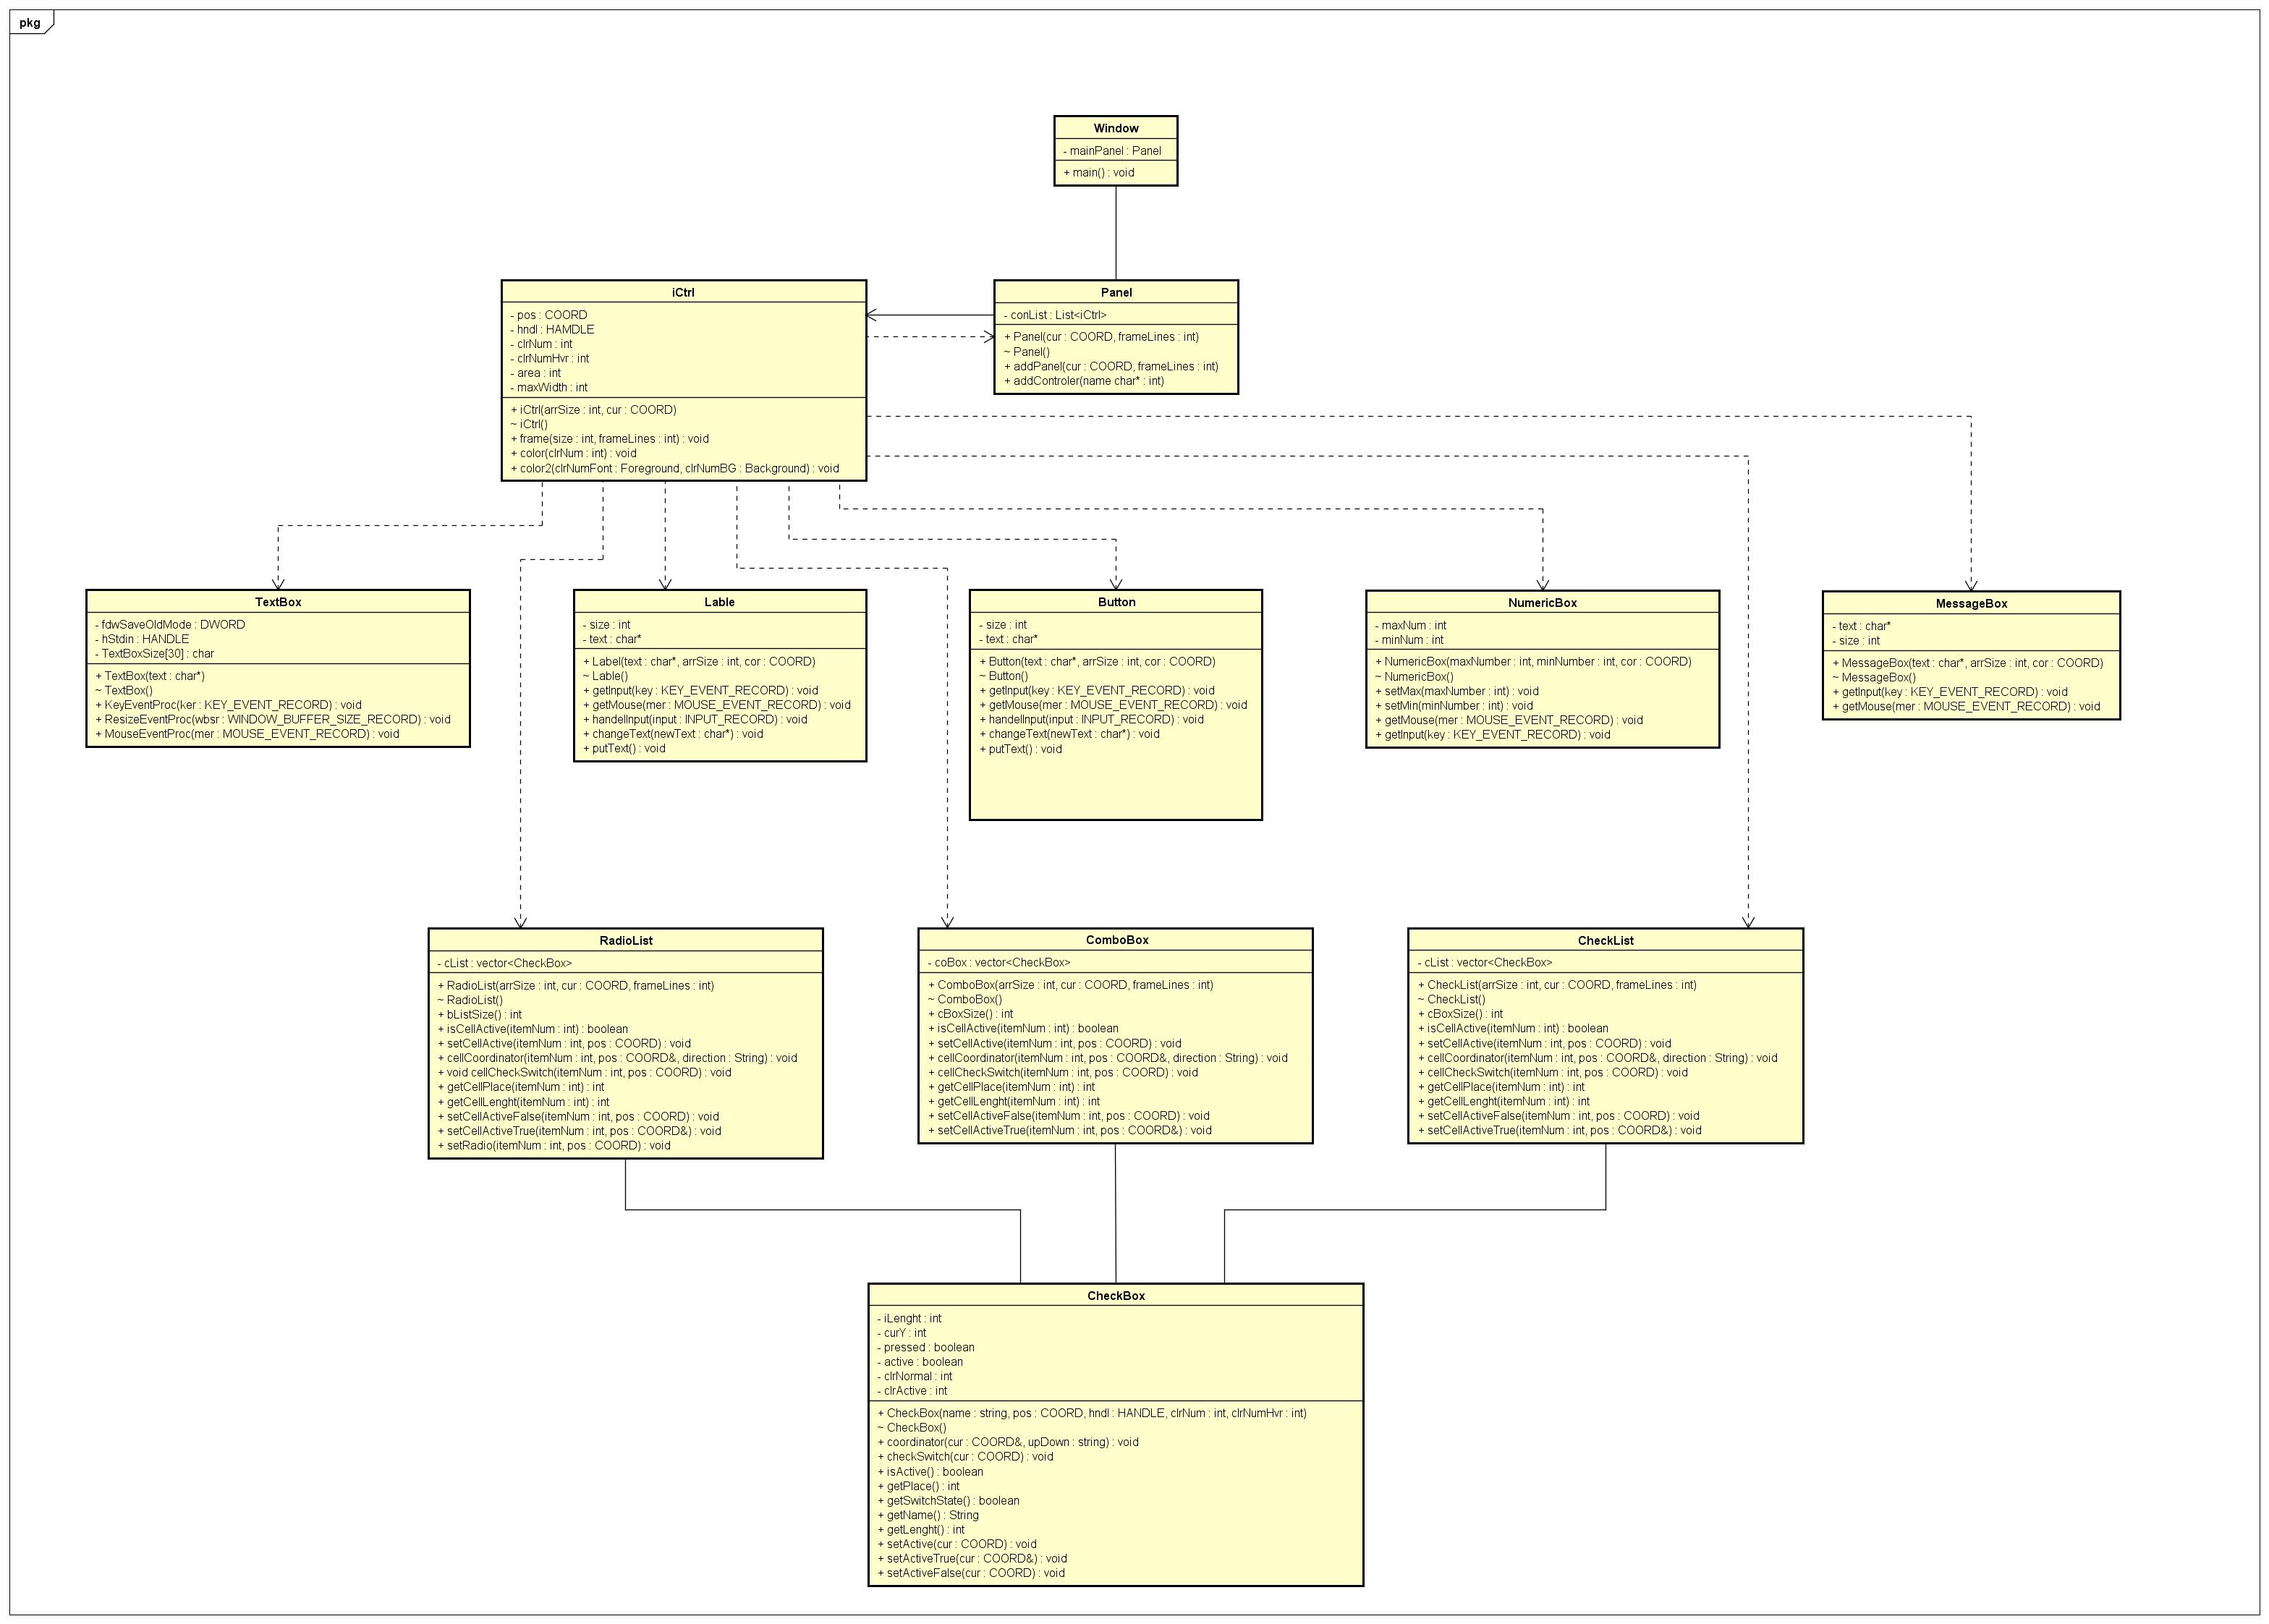 pkg
Window
- mainPanel : Panel
+ main() : void
iCtrl
- pos : COORD
- hndl : HAMDLE
- clrNum : int
- clrNumHvr : int
- area : int
- maxWidth : int
+ iCtrl(arrSize : int, cur : COORD)
~ iCtrl()
+ frame(size : int, frameLines : int) : void
+ color(clrNum : int) : void
+ color2(clrNumFont : Foreground, clrNumBG : Background) : void
Panel
- conList : List<iCtrl>
+ Panel(cur : COORD, frameLines : int)
~ Panel()
+ addPanel(cur : COORD, frameLines : int)
+ addControler(name char* : int)
TextBox
- fdwSaveOldMode : DWORD
- hStdin : HANDLE
- TextBoxSize[30] : char
+ TextBox(text : char*)
~ TextBox()
+ KeyEventProc(ker : KEY_EVENT_RECORD) : void
+ ResizeEventProc(wbsr : WINDOW_BUFFER_SIZE_RECORD) : void
+ MouseEventProc(mer : MOUSE_EVENT_RECORD) : void
Lable
- size : int
- text : char*
+ Label(text : char*, arrSize : int, cor : COORD)
~ Lable()
+ getInput(key : KEY_EVENT_RECORD) : void
+ getMouse(mer : MOUSE_EVENT_RECORD) : void
+ handelInput(input : INPUT_RECORD) : void
+ changeText(newText : char*) : void
+ putText() : void
Button
- size : int
- text : char*
+ Button(text : char*, arrSize : int, cor : COORD)
~ Button()
+ getInput(key : KEY_EVENT_RECORD) : void
+ getMouse(mer : MOUSE_EVENT_RECORD) : void
+ handelInput(input : INPUT_RECORD) : void
+ changeText(newText : char*) : void
+ putText() : void
NumericBox
- maxNum : int
- minNum : int
+ NumericBox(maxNumber : int, minNumber : int, cor : COORD)
~ NumericBox()
+ setMax(maxNumber : int) : void
+ setMin(minNumber : int) : void
+ getMouse(mer : MOUSE_EVENT_RECORD) : void
+ getInput(key : KEY_EVENT_RECORD) : void
MessageBox
- text : char*
- size : int
+ MessageBox(text : char*, arrSize : int, cor : COORD)
~ MessageBox()
+ getInput(key : KEY_EVENT_RECORD) : void
+ getMouse(mer : MOUSE_EVENT_RECORD) : void
RadioList
- cList : vector<CheckBox>
+ RadioList(arrSize : int, cur : COORD, frameLines : int)
~ RadioList()
+ bListSize() : int
+ isCellActive(itemNum : int) : boolean
+ setCellActive(itemNum : int, pos : COORD) : void
+ cellCoordinator(itemNum : int, pos : COORD&, direction : String) : void
+ void cellCheckSwitch(itemNum : int, pos : COORD) : void
+ getCellPlace(itemNum : int) : int
+ getCellLenght(itemNum : int) : int
+ setCellActiveFalse(itemNum : int, pos : COORD) : void
+ setCellActiveTrue(itemNum : int, pos : COORD&) : void
+ setRadio(itemNum : int, pos : COORD) : void
ComboBox
- coBox : vector<CheckBox>
+ ComboBox(arrSize : int, cur : COORD, frameLines : int)
~ ComboBox()
+ cBoxSize() : int
+ isCellActive(itemNum : int) : boolean
+ setCellActive(itemNum : int, pos : COORD) : void
+ cellCoordinator(itemNum : int, pos : COORD&, direction : String) : void
+ cellCheckSwitch(itemNum : int, pos : COORD) : void
+ getCellPlace(itemNum : int) : int
+ getCellLenght(itemNum : int) : int
+ setCellActiveFalse(itemNum : int, pos : COORD) : void
+ setCellActiveTrue(itemNum : int, pos : COORD&) : void
CheckList
- cList : vector<CheckBox>
+ CheckList(arrSize : int, cur : COORD, frameLines : int)
~ CheckList()
+ cBoxSize() : int
+ isCellActive(itemNum : int) : boolean
+ setCellActive(itemNum : int, pos : COORD) : void
+ cellCoordinator(itemNum : int, pos : COORD&, direction : String) : void
+ cellCheckSwitch(itemNum : int, pos : COORD) : void
+ getCellPlace(itemNum : int) : int
+ getCellLenght(itemNum : int) : int
+ setCellActiveFalse(itemNum : int, pos : COORD) : void
+ setCellActiveTrue(itemNum : int, pos : COORD&) : void
CheckBox
- iLenght : int
- curY : int
- pressed : boolean
- active : boolean
- clrNormal : int
- clrActive : int
+ CheckBox(name : string, pos : COORD, hndl : HANDLE, clrNum : int, clrNumHvr : int)
~ CheckBox()
+ coordinator(cur : COORD&, upDown : string) : void
+ checkSwitch(cur : COORD) : void
+ isActive() : boolean
+ getPlace() : int
+ getSwitchState() : boolean
+ getName() : String
+ getLenght() : int
+ setActive(cur : COORD) : void
+ setActiveTrue(cur : COORD&) : void
+ setActiveFalse(cur : COORD) : void